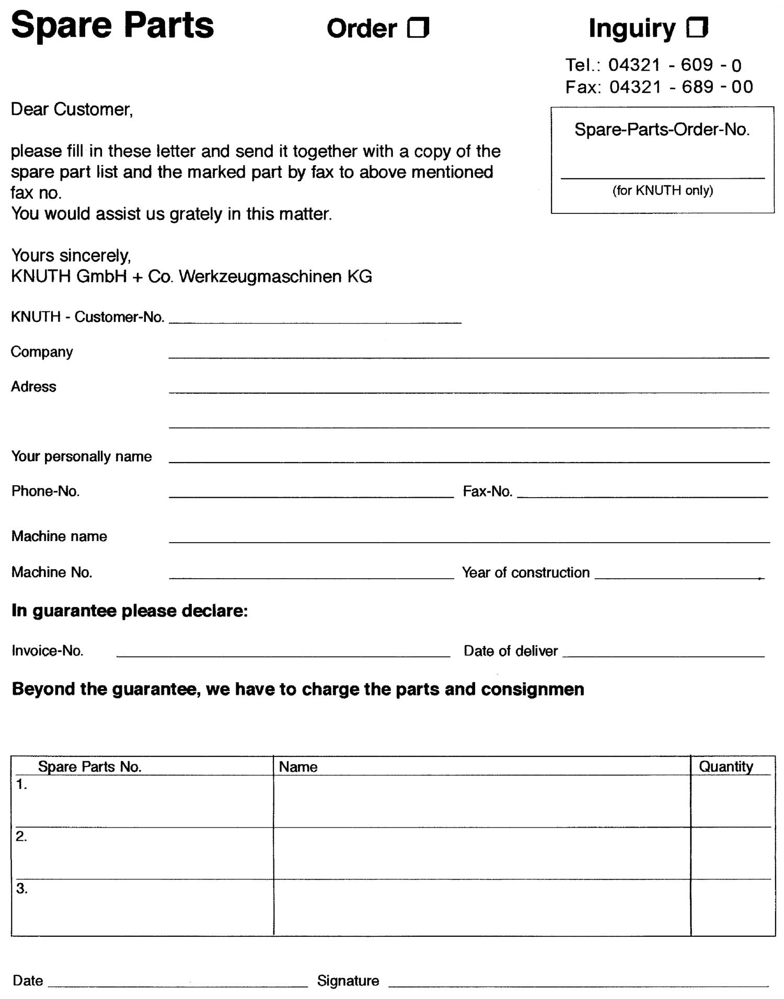 Spare Parts Order Inguiry
Tel.: 04321 - 609 - 0
Fax: 04321 - 689 - 00
Dear Customer,
Spare-Parts-Order-No.
please fill in these letter and send it together with a copy of the
spare part list and the marked part by fax to above mentioned
fax no.
(for KNUTH only)
You would assist us grately in this matter.
Yours sincerely,
KNUTH GmbH + Co. Werkzeugmaschinen KG
KNUTH - Customer-No.
Company
Adress
Your personally name
Phone-No. Fax-No.
Machine name
Machine No. Year of construction
In guarantee please declare:
Invoice-No. Date of deliver
Beyond the guarantee, we have to charge the parts and consignmen
Spare Parts No. Name Quantity
1.
2.
3.
Date Signature